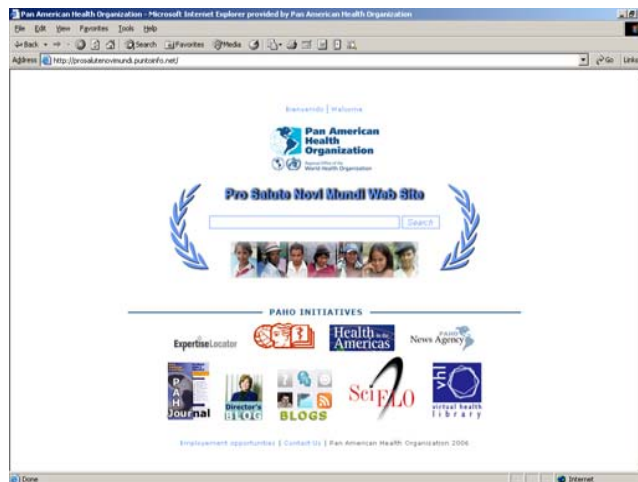 Pan American Health Organization - Microsoft Internet Explorer provided by Pan American Health Organization
File Edit View Favorites Tools Help
Back Search Favorites Media
Address http://prosalutenovimundi.puntoinfo.net/ Go Links
Bienvenido | Welcome
Pan American
Health
Organization
Regional Office of the
World Health Organization
Pro Salute Novi Mundi Web Site
Search
PAHO INITIATIVES
ExpertiseLocator
Health in the
Americas
PAHO
News Agency
PAH
Journal
Director's
BLOG
BLOGS
SciELO
vhl
virtual health
library
Employement opportunities | Contact Us | Pan American Health Organization 2006
Done Internet